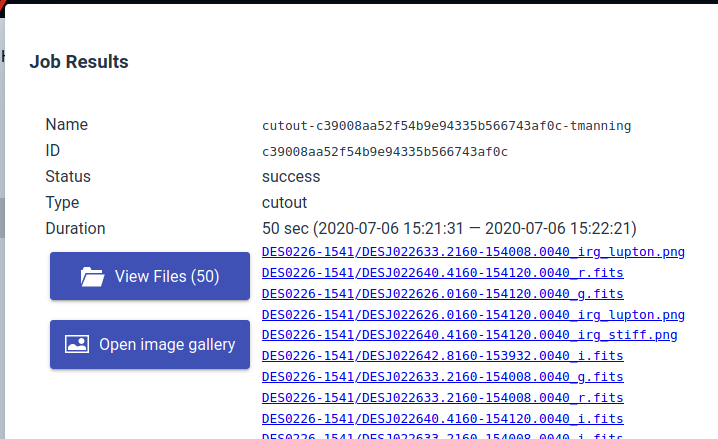 Job Results
Name cutout-c39008aa52f54b9e94335b566743af0c-tmanning
ID c39008aa52f54b9e94335b566743af0c
Status success
Type cutout
Duration 50 sec (2020-07-06 15:21:31 — 2020-07-06 15:22:21)
View Files (50)
Open image gallery
DES0226-1541/DESJ022633.2160-154008.0040_irg_lupton.png
DES0226-1541/DESJ022640.4160-154120.0040_r.fits
DES0226-1541/DESJ022626.0160-154120.0040_g.fits
DES0226-1541/DESJ022626.0160-154120.0040_irg_lupton.png
DES0226-1541/DESJ022640.4160-154120.0040_irg_stiff.png
DES0226-1541/DESJ022642.8160-153932.0040_i.fits
DES0226-1541/DESJ022633.2160-154008.0040_g.fits
DES0226-1541/DESJ022633.2160-154008.0040_r.fits
DES0226-1541/DESJ022640.4160-154120.0040_i.fits
DES0226-1541/DESJ022633.2160-154008.0040_i.fits